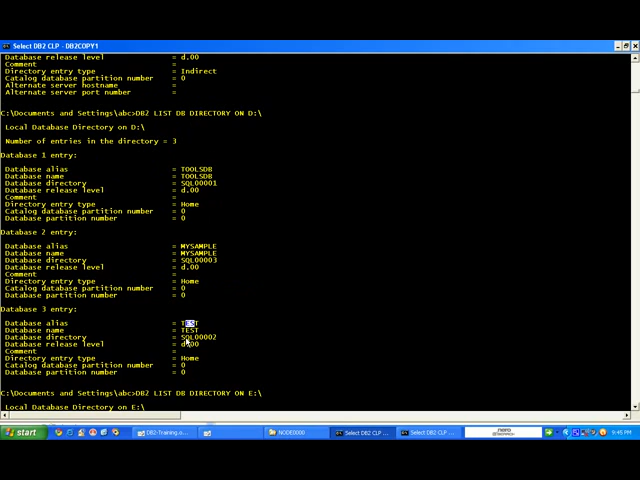 Select DB2 CLP - DB2COPY1
Database release level = d.00
Comment =
Directory entry type = Indirect
Catalog database partition number = 0
Alternate server hostname =
Alternate server port number =
C:\Documents and Settings\abc>DB2 LIST DB DIRECTORY ON D:\
Local Database Directory on D:\
Number of entries in the directory = 3
Database 1 entry:
Database alias = TOOLSDB
Database name = TOOLSDB
Database directory = SQL00001
Database release level = d.00
Comment =
Directory entry type = Home
Catalog database partition number = 0
Database partition number = 0
Database 2 entry:
Database alias = MYSAMPLE
Database name = MYSAMPLE
Database directory = SQL00003
Database release level = d.00
Comment =
Directory entry type = Home
Catalog database partition number = 0
Database partition number = 0
Database 3 entry:
Database alias = TEST
Database name = TEST
Database directory = SQL00002
Database release level = d.00
Comment =
Directory entry type = Home
Catalog database partition number = 0
Database partition number = 0
C:\Documents and Settings\abc>DB2 LIST DB DIRECTORY ON E:\
Local Database Directory on E:\
start DB2-Training.o... NODE0000 Select DB2 CLP ... Select DB2 CLP ... 9:45 PM